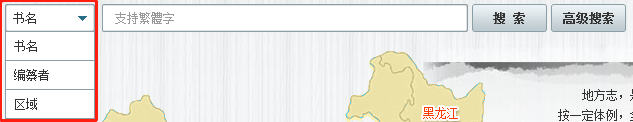 书名 支持繁體字 搜 索 高级搜索
书名
编纂者
区域
地方志，
黑龙江
按一定体例，